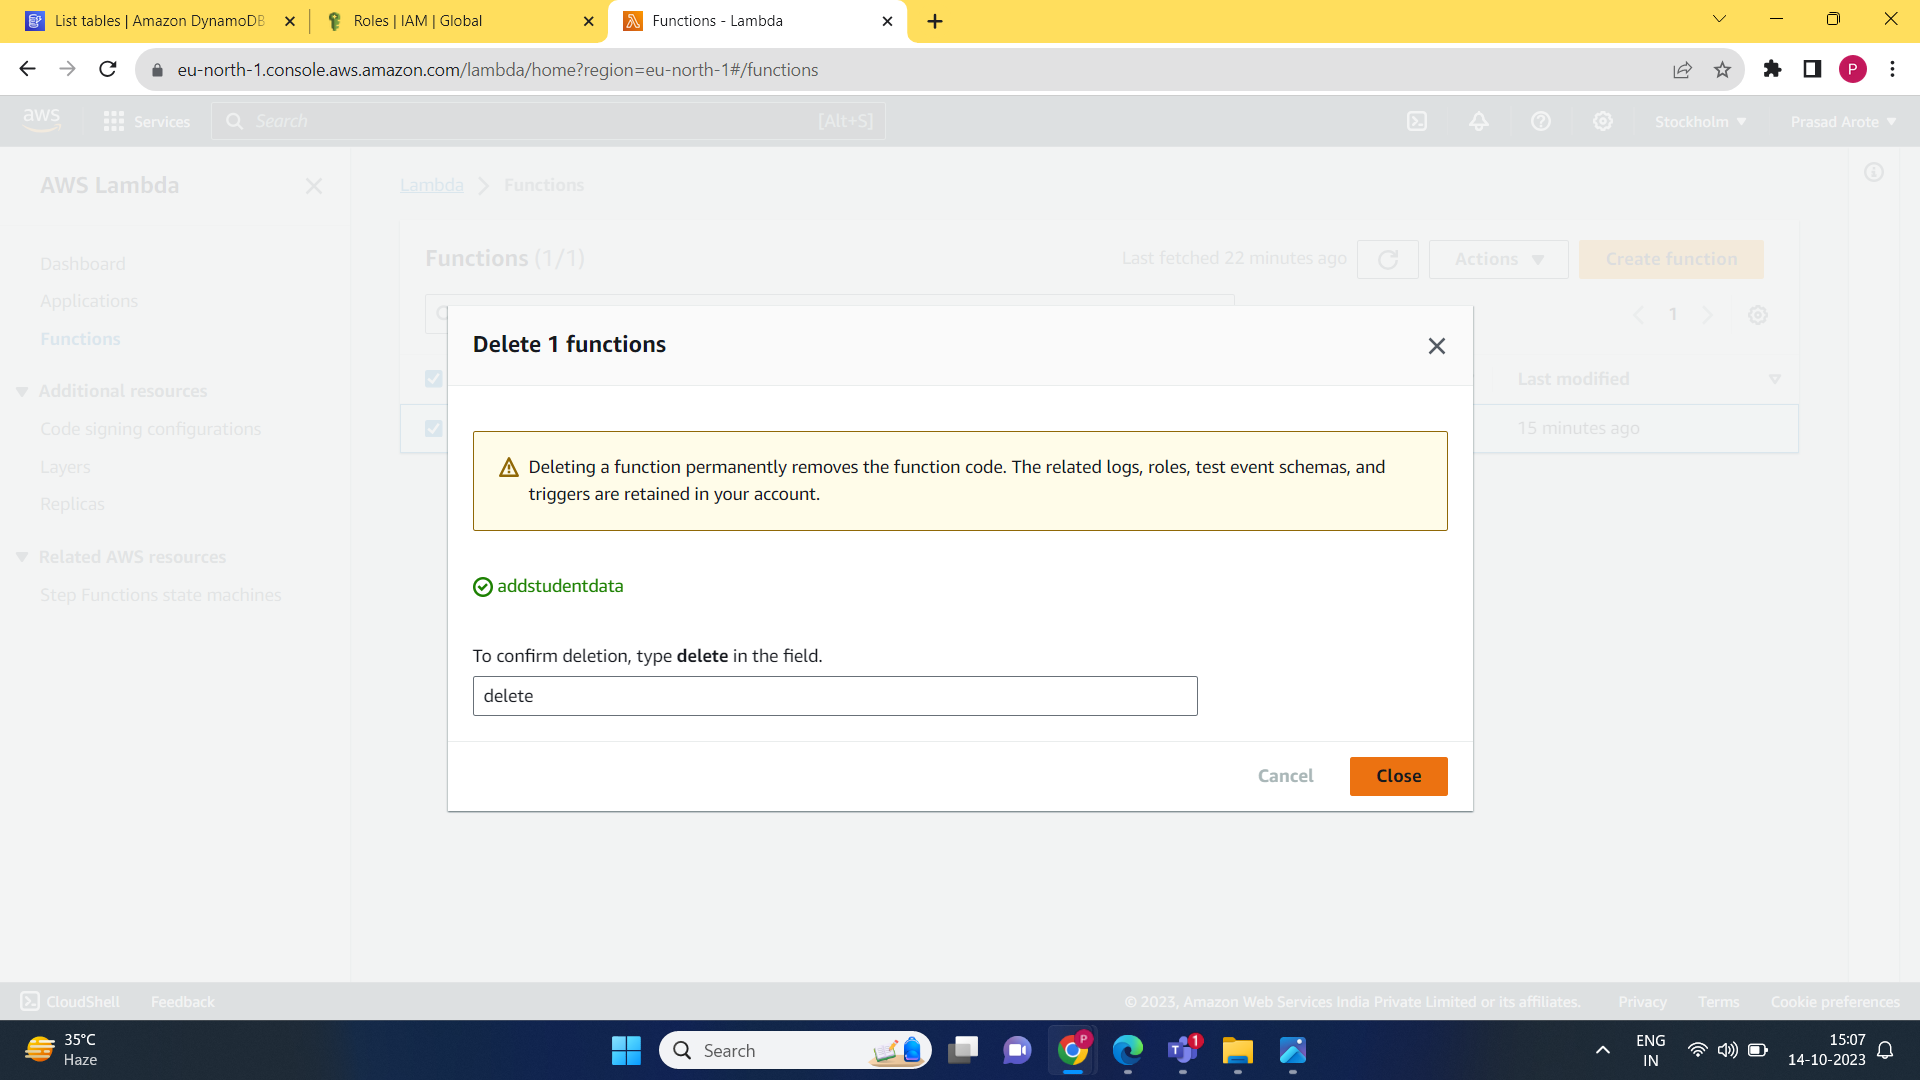 List tables | Amazon DynamoDB
Roles | IAM | Global
Functions - Lambda
eu-north-1.console.aws.amazon.com/lambda/home?region=eu-north-1#/functions
P
aws
Services
Search
[Alt+S]
Stockholm
Prasad Arote
AWS Lambda
Lambda
Functions
Dashboard
Applications
Functions
Additional resources
Code signing configurations
Layers
Replicas
Related AWS resources
Step Functions state machines
Functions (1/1)
Last fetched 22 minutes ago
Actions
Create function
1
Last modified
15 minutes ago
Delete 1 functions
Deleting a function permanently removes the function code. The related logs, roles, test event schemas, and
triggers are retained in your account.
addstudentdata
To confirm deletion, type delete in the field.
delete
Cancel
Close
CloudShell
Feedback
© 2023, Amazon Web Services India Private Limited or its affiliates.
Privacy
Terms
Cookie preferences
35°C
Haze
Search
P
1
ENG
IN
15:07
14-10-2023